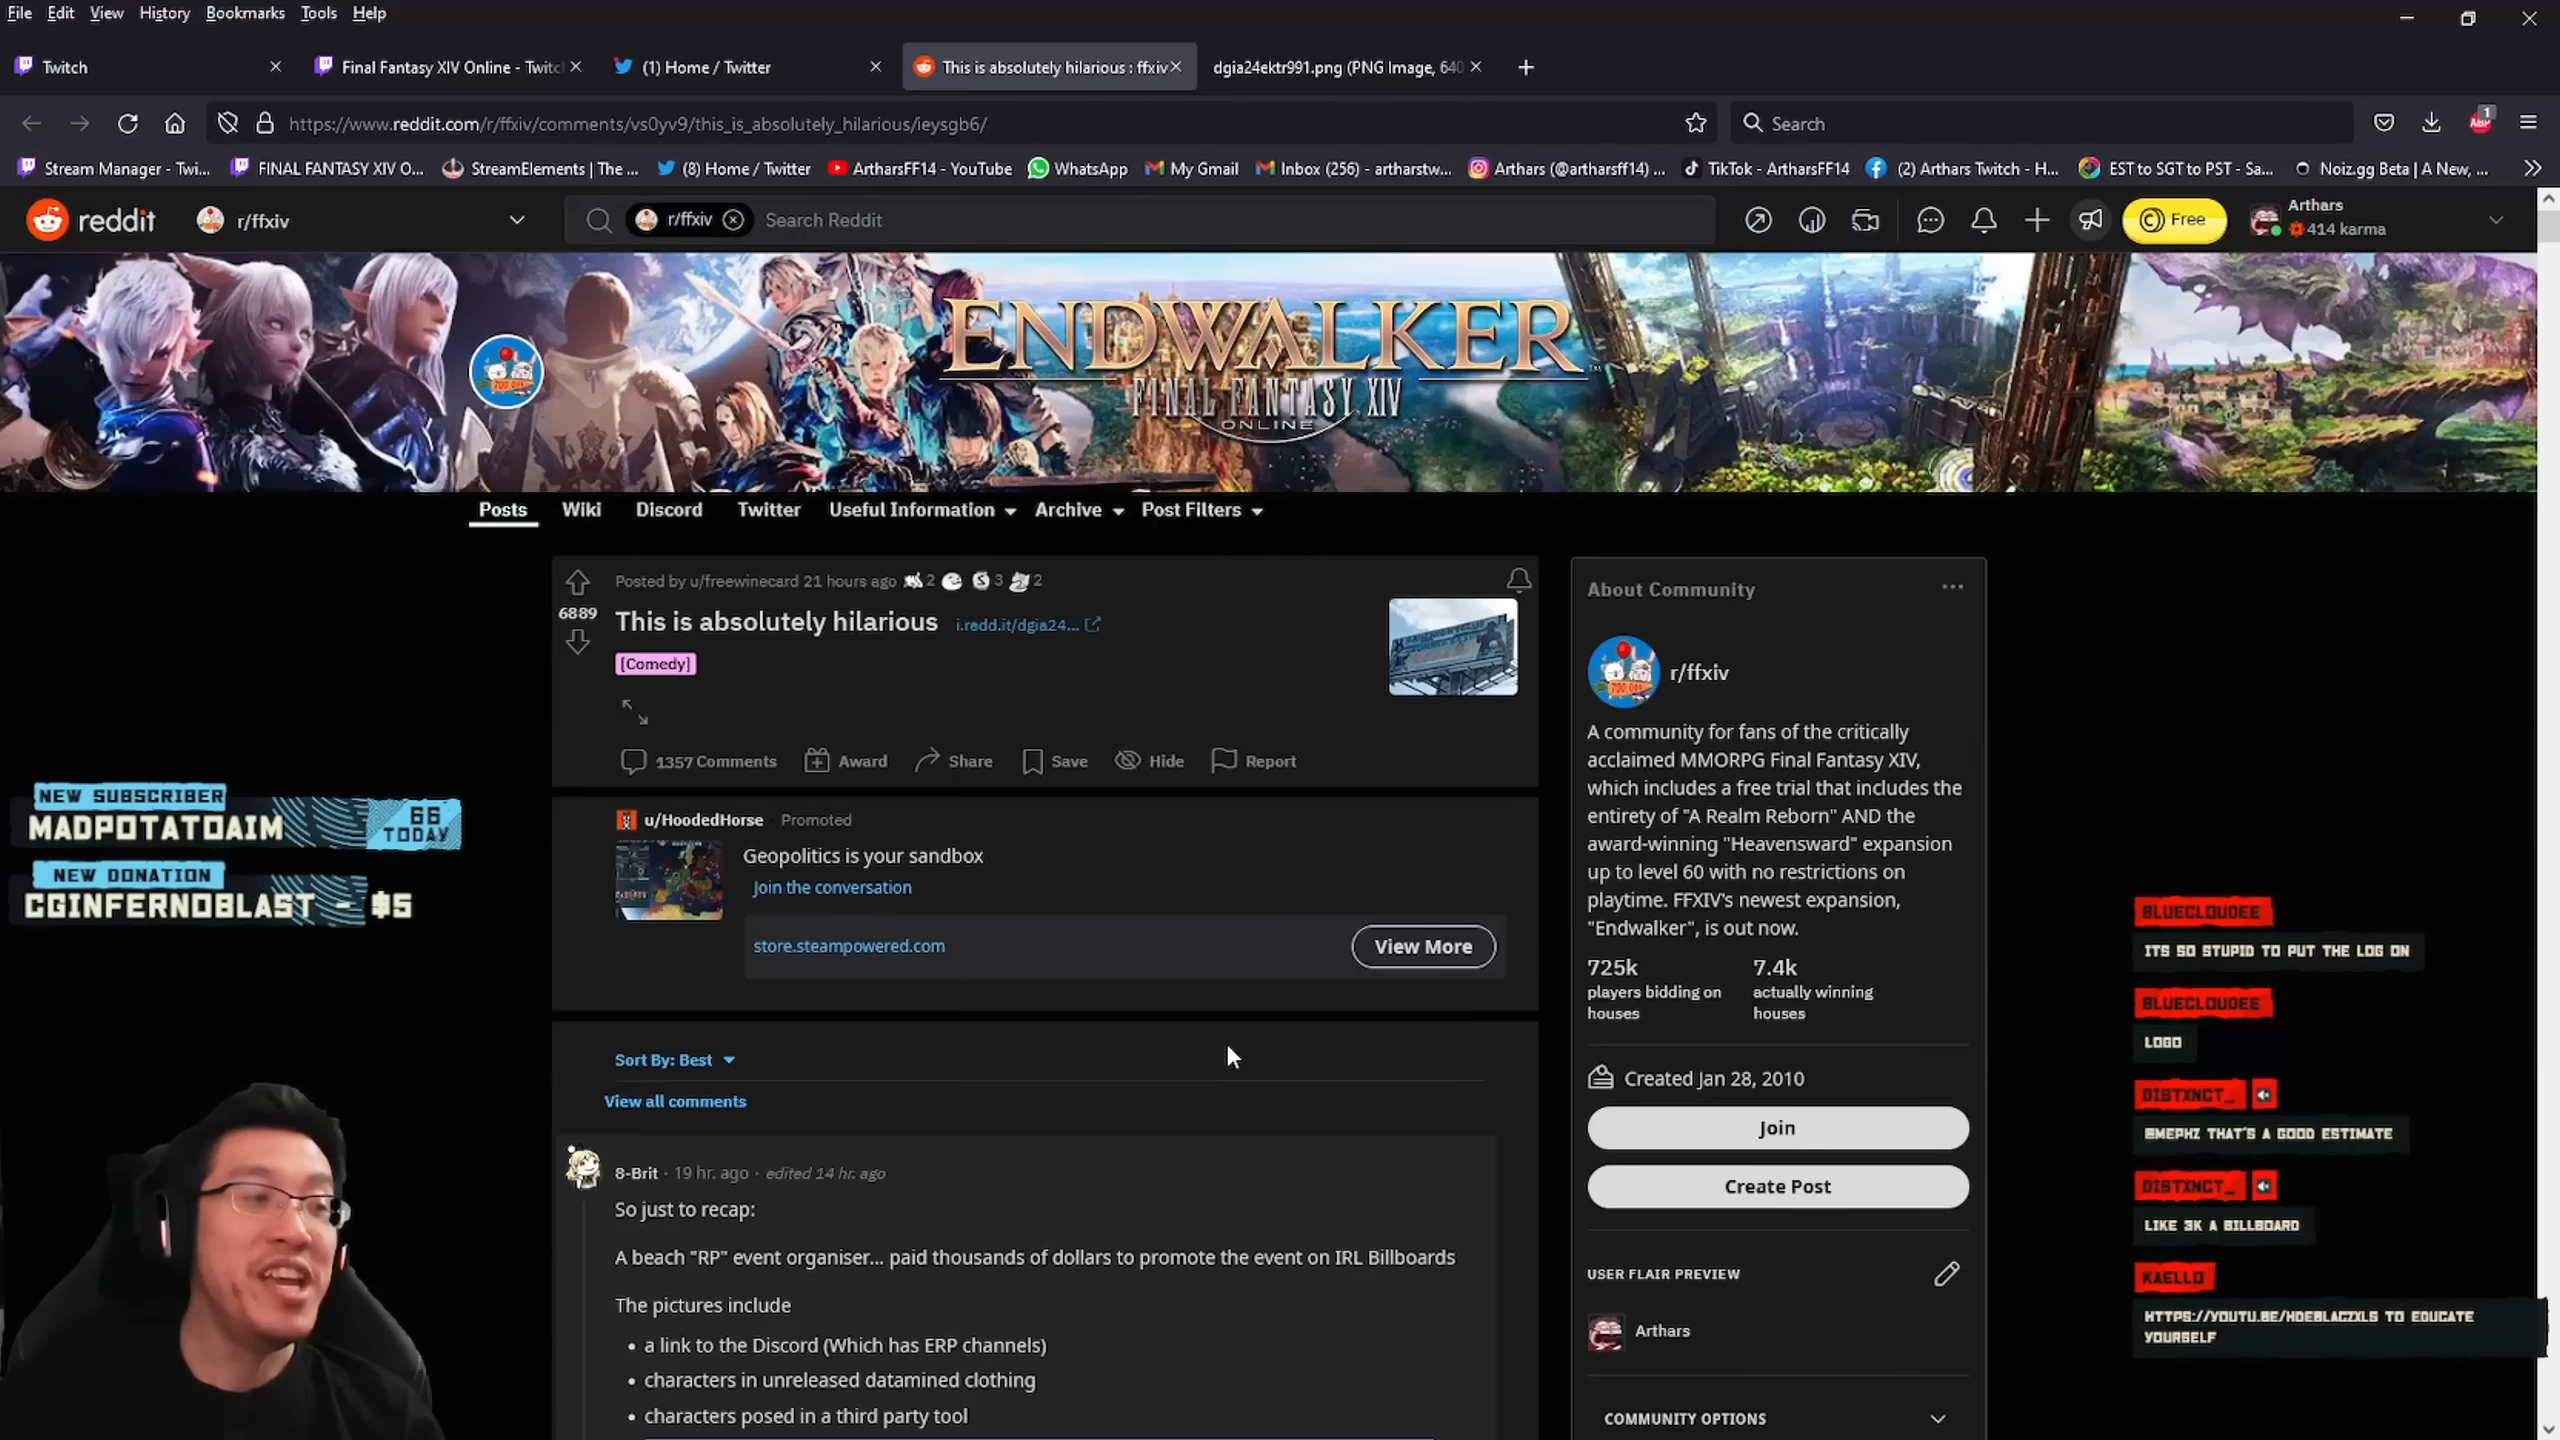 File Edit View History Bookmarks Tools Help
Twitch
Final Fantasy XIV Online - Twitc
(1) Home / Twitter
This is absolutely hilarious : ffxiv
dgia24ektr991.png (PNG Image, 640
https://www.reddit.com/r/ffxiv/comments/vs0yv9/this_is_absolutely_hilarious/ieysgb6/
Search
ABP 1
Stream Manager - Twi...
FINAL FANTASY XIV O...
StreamElements | The ...
(8) Home / Twitter
ArtharsFF14 - YouTube
WhatsApp
My Gmail
Inbox (256) - artharstw...
Arthars (@artharsff14) ...
TikTok - ArtharsFF14
(2) Arthars Twitch - H...
EST to SGT to PST - Sa...
Noiz.gg Beta | A New, ...
reddit
r/ffxiv
r/ffxiv
Search Reddit
Free
Arthars
414 karma
ENDWALKER
FINAL FANTASY XIV
ONLINE
Posts Wiki Discord Twitter Useful Information Archive Post Filters
Posted by u/freewinecard 21 hours ago 2 3 2
6889
This is absolutely hilarious i.redd.it/dgia24...
[Comedy]
1357 Comments Award Share Save Hide Report
u/HoodedHorse Promoted
Geopolitics is your sandbox
Join the conversation
store.steampowered.com
View More
Sort By: Best
View all comments
8-Brit · 19 hr. ago · edited 14 hr. ago
So just to recap:
A beach "RP" event organiser... paid thousands of dollars to promote the event on IRL Billboards
The pictures include
• a link to the Discord (Which has ERP channels)
• characters in unreleased datamined clothing
• characters posed in a third party tool
About Community
r/ffxiv
A community for fans of the critically
acclaimed MMORPG Final Fantasy XIV,
which includes a free trial that includes the
entirety of "A Realm Reborn" AND the
award-winning "Heavensward" expansion
up to level 60 with no restrictions on
playtime. FFXIV's newest expansion,
"Endwalker", is out now.
725k
players bidding on
houses
7.4k
actually winning
houses
Created Jan 28, 2010
Join
Create Post
USER FLAIR PREVIEW
Arthars
COMMUNITY OPTIONS
NEW SUBSCRIBER
MADPOTATOAIM
66
TODAY
NEW DONATION
CGINFERNOBLAST - $5
BLUECLOUDEE
ITS SO STUPID TO PUT THE LOG ON
BLUECLOUDEE
LOGO
DISTXNCT_
@MEPHZ THAT'S A GOOD ESTIMATE
DISTXNCT_
LIKE 3K A BILLBOARD
KAELLO
TO EDUCATE
YOURSELF